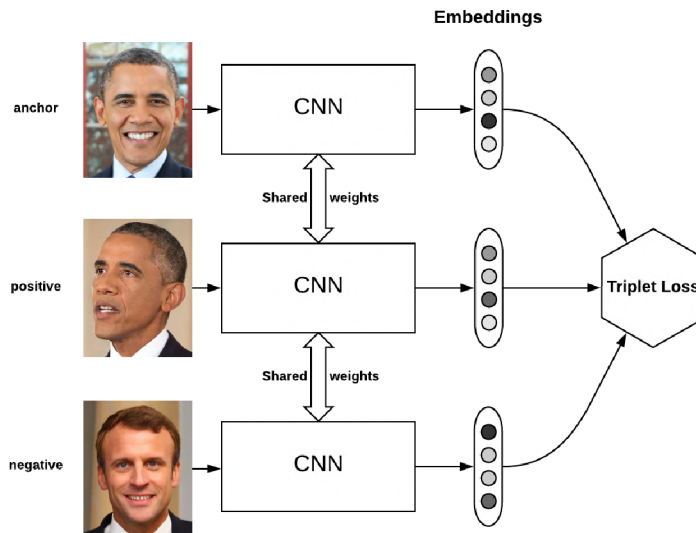 Embeddings
anchor
CNN
Shared weights
positive
CNN
Triplet Loss
Shared weights
negative
CNN